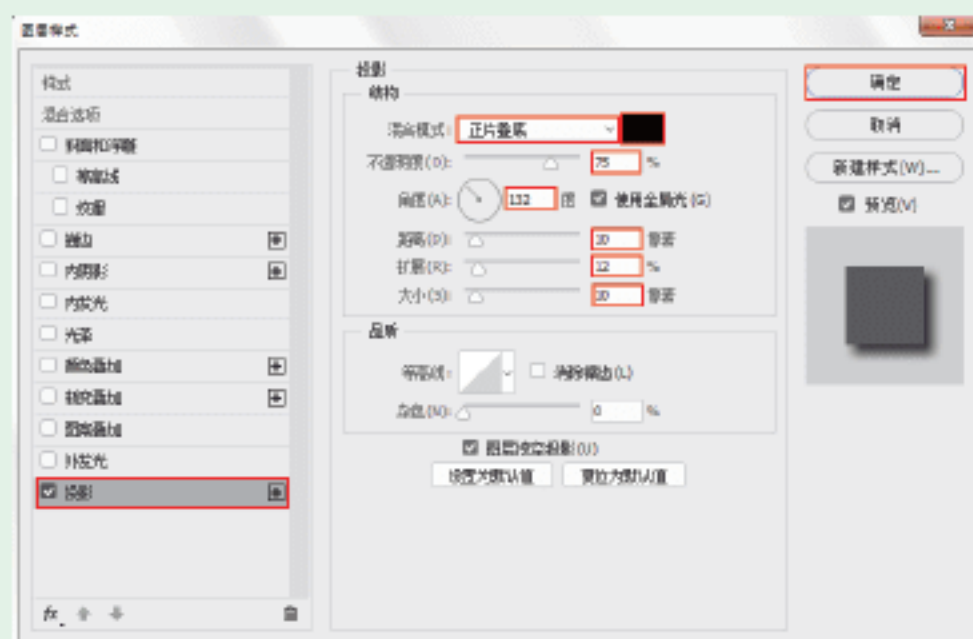 图层样式
样式
混合选项
斜面和浮雕
等高线
纹理
描边
内阴影
内发光
光泽
颜色叠加
渐变叠加
图案叠加
外发光
投影
fx
投影
结构
混合模式: 正片叠底
不透明度(O): 75 %
角度(A): 132 度 使用全局光(G)
距离(D): 10 像素
扩展(R): 12 %
大小(S): 10 像素
品质
等高线: 消除锯齿(L)
杂色(N): 0 %
图层挖空投影(U)
设置为默认值 复位为默认值
确定
取消
新建样式(W)...
预览(V)